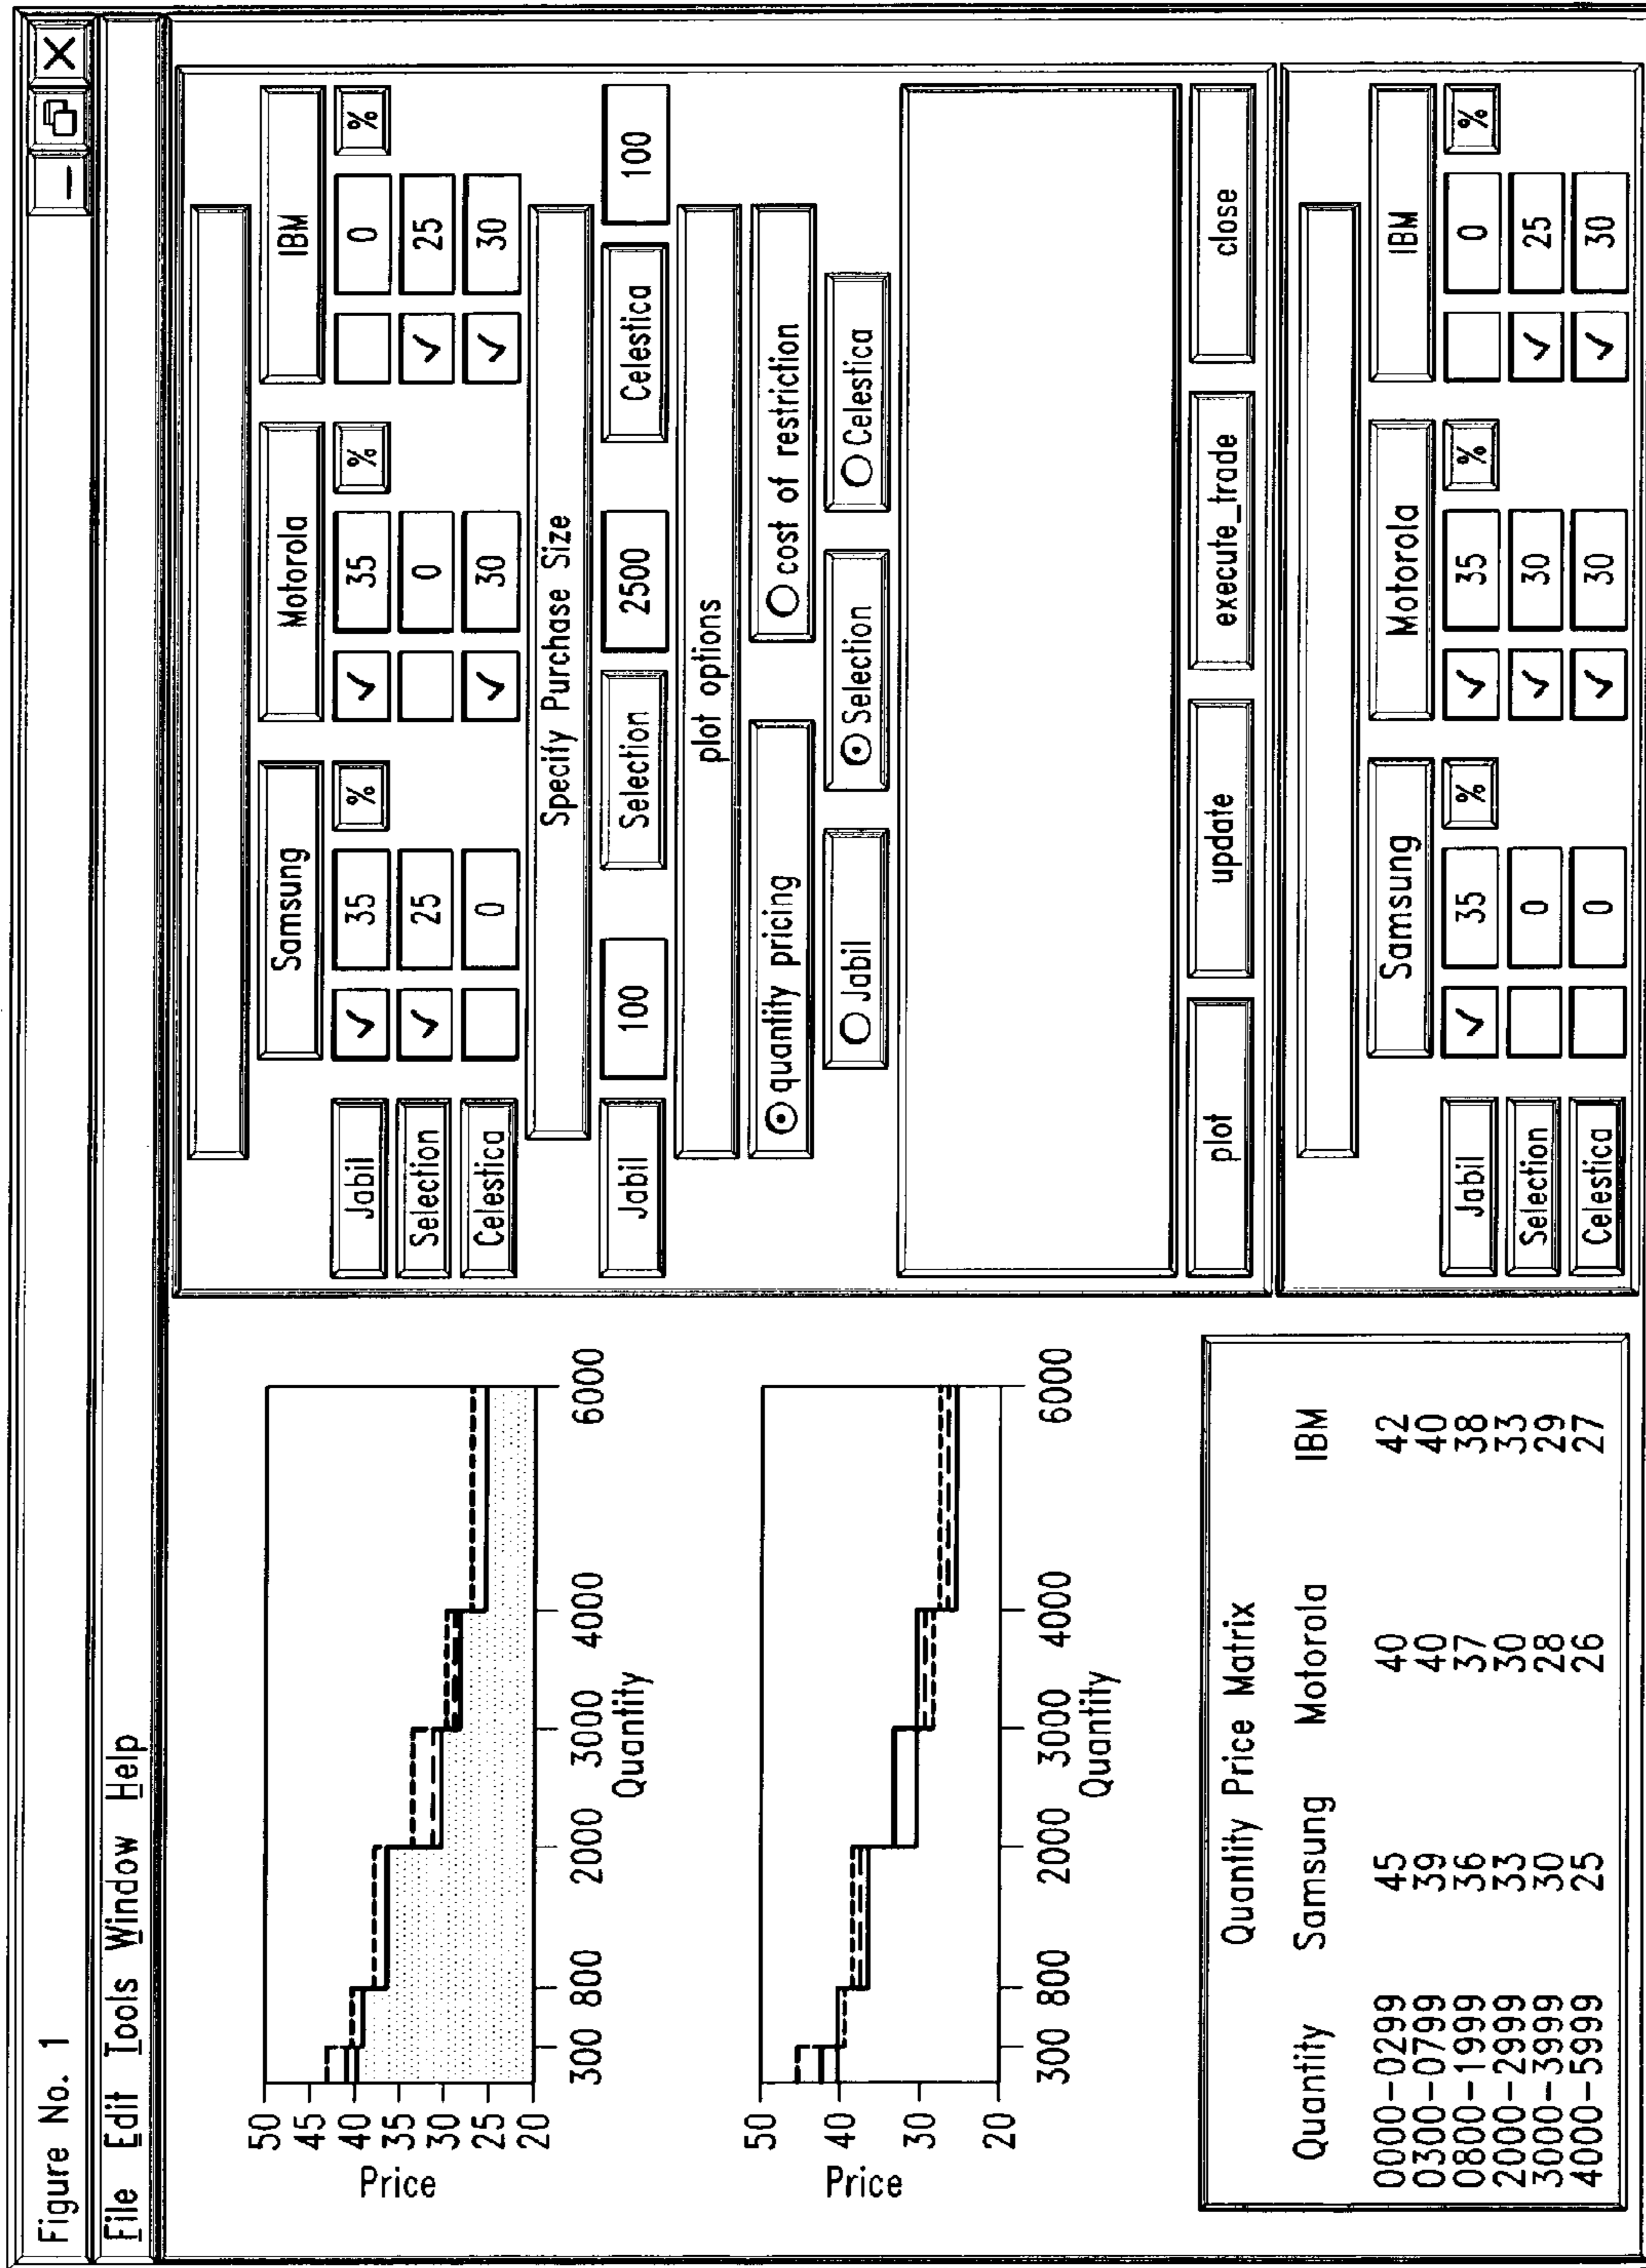 Figure No. 1
File Edit Tools Window Help
50
45
40
35
30
25
20
Price
300 800 2000 3000 4000 6000
Quantity
50
40
30
20
Price
300 800 2000 3000 4000 6000
Quantity
Quantity Price Matrix
Quantity Samsung Motorola IBM
0000-0299 45 40 42
0300-0799 39 40 40
0800-1999 36 37 38
2000-2999 33 30 33
3000-3999 30 28 29
4000-5999 25 26 27
Samsung Motorola IBM
Jabil 35 % 35 % 0 %
Selection 25 0 25
Celestica 0 30 30
Specify Purchase Size
Jabil 100 Selection 2500 Celestica 100
plot options
quantity pricing cost of restriction
Jabil Selection Celestica
plot update execute_trade close
Samsung Motorola IBM
Jabil 35 % 35 % 0 %
Selection 0 30 25
Celestica 0 30 30